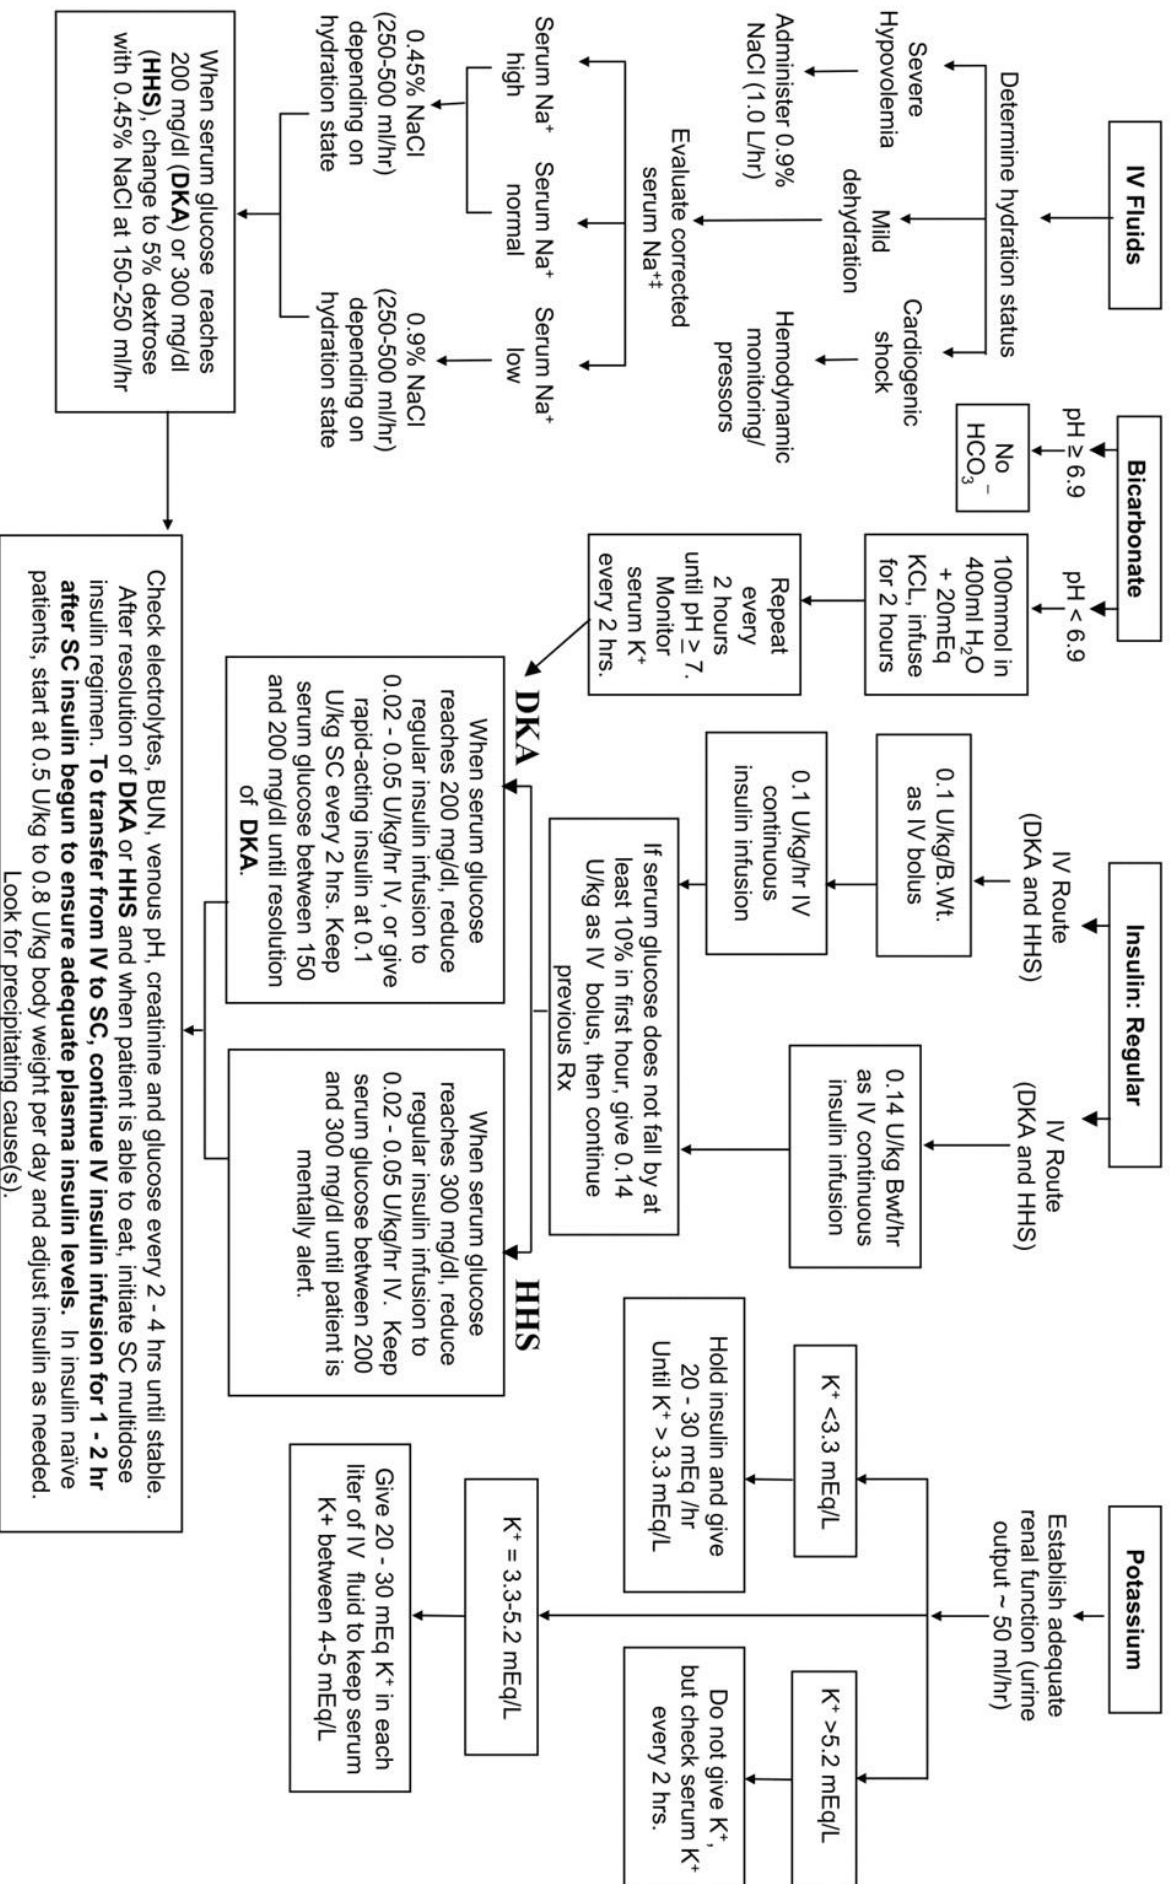 IV Fluids
Determine hydration status
Severe
Hypovolemia
Administer 0.9%
NaCl (1.0 L/hr)
Mild
dehydration
Cardiogenic
shock
Hemodynamic
monitoring/
pressors
Evaluate corrected
serum Na⁺‡
Serum Na⁺
high
Serum Na⁺
normal
Serum Na⁺
low
0.45% NaCl
(250-500 ml/hr)
depending on
hydration state
0.9% NaCl
(250-500 ml/hr)
depending on
hydration state
When serum glucose reaches
200 mg/dl (DKA) or 300 mg/dl
(HHS), change to 5% dextrose
with 0.45% NaCl at 150-250 ml/hr
Bicarbonate
pH ≥ 6.9
No
HCO₃⁻
pH < 6.9
100mmol in
400ml H₂O
+ 20mEq
KCL, infuse
for 2 hours
Repeat
every
2 hours
until pH ≥ 7.
Monitor
serum K⁺
every 2 hrs.
Insulin: Regular
IV Route
(DKA and HHS)
0.1 U/kg/B.Wt.
as IV bolus
0.1 U/kg/hr IV
continuous
insulin infusion
IV Route
(DKA and HHS)
0.14 U/kg Bwt/hr
as IV continuous
insulin infusion
If serum glucose does not fall by at
least 10% in first hour, give 0.14
U/kg as IV bolus, then continue
previous Rx
DKA
When serum glucose
reaches 200 mg/dl, reduce
regular insulin infusion to
0.02 - 0.05 U/kg/hr IV, or give
rapid-acting insulin at 0.1
U/kg SC every 2 hrs. Keep
serum glucose between 150
and 200 mg/dl until resolution
of DKA.
HHS
When serum glucose
reaches 300 mg/dl, reduce
regular insulin infusion to
0.02 - 0.05 U/kg/hr IV. Keep
serum glucose between 200
and 300 mg/dl until patient is
mentally alert.
Potassium
Establish adequate
renal function (urine
output ~ 50 ml/hr)
K⁺ <3.3 mEq/L
Hold insulin and give
20 - 30 mEq /hr
Until K⁺ > 3.3 mEq/L
K⁺ >5.2 mEq/L
Do not give K⁺,
but check serum K⁺
every 2 hrs.
K⁺ = 3.3-5.2 mEq/L
Give 20 - 30 mEq K⁺ in each
liter of IV fluid to keep serum
K+ between 4-5 mEq/L
Check electrolytes, BUN, venous pH, creatinine and glucose every 2 - 4 hrs until stable.
After resolution of DKA or HHS and when patient is able to eat, initiate SC multidose
insulin regimen. To transfer from IV to SC, continue IV insulin infusion for 1 - 2 hr
after SC insulin begun to ensure adequate plasma insulin levels. In insulin naïve
patients, start at 0.5 U/kg to 0.8 U/kg body weight per day and adjust insulin as needed.
Look for precipitating cause(s).